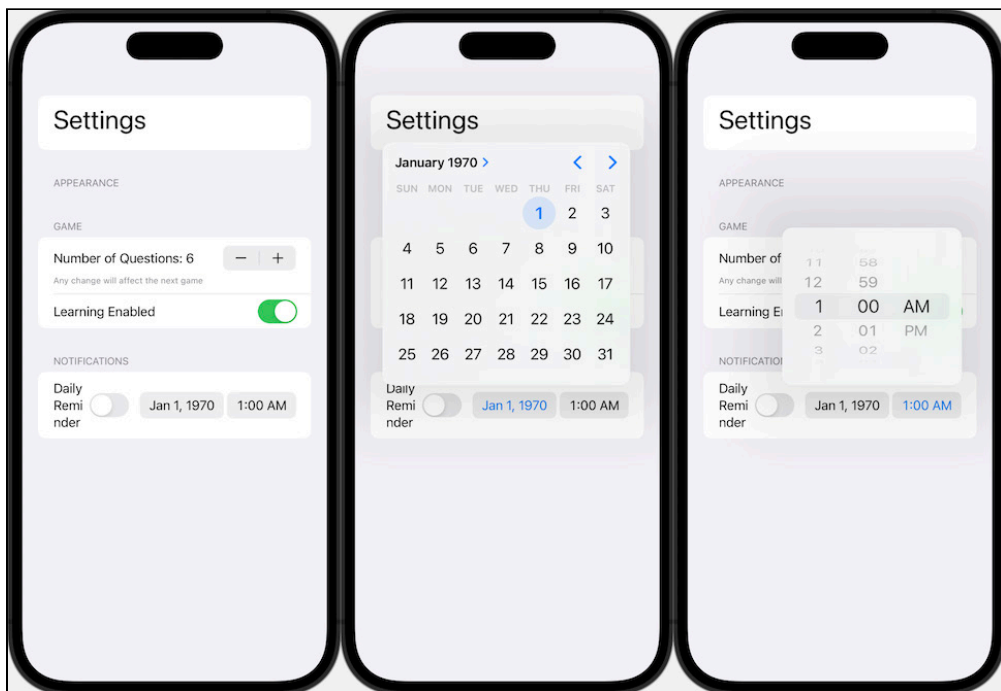 Settings
APPEARANCE
GAME
Number of Questions: 6 − +
Any change will affect the next game
Learning Enabled
NOTIFICATIONS
Daily
Remi
nder
Jan 1, 1970 1:00 AM
Settings
January 1970 > < >
SUN MON TUE WED THU FRI SAT
1 2 3
4 5 6 7 8 9 10
11 12 13 14 15 16 17
18 19 20 21 22 23 24
25 26 27 28 29 30 31
Daily
Remi
nder
Jan 1, 1970 1:00 AM
Settings
APPEARANCE
GAME
Number of
Any change will
Learning E
11 58
12 59
1 00 AM
2 01 PM
3 02
NOTIFICATIO
Daily
Remi
nder
Jan 1, 1970 1:00 AM